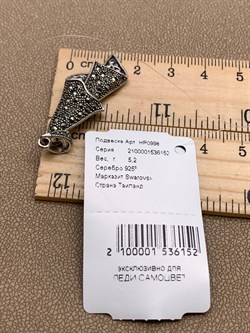 Подвеска Арт. HP0998
Серия 2100001536152
Вес, г. 5,2
Серебро 925°
Марказит Swarovski
Страна Таиланд
2 100001 536152
ЭКСКЛЮЗИВНО ДЛЯ
ЛЕДИ САМОЦВЕТ